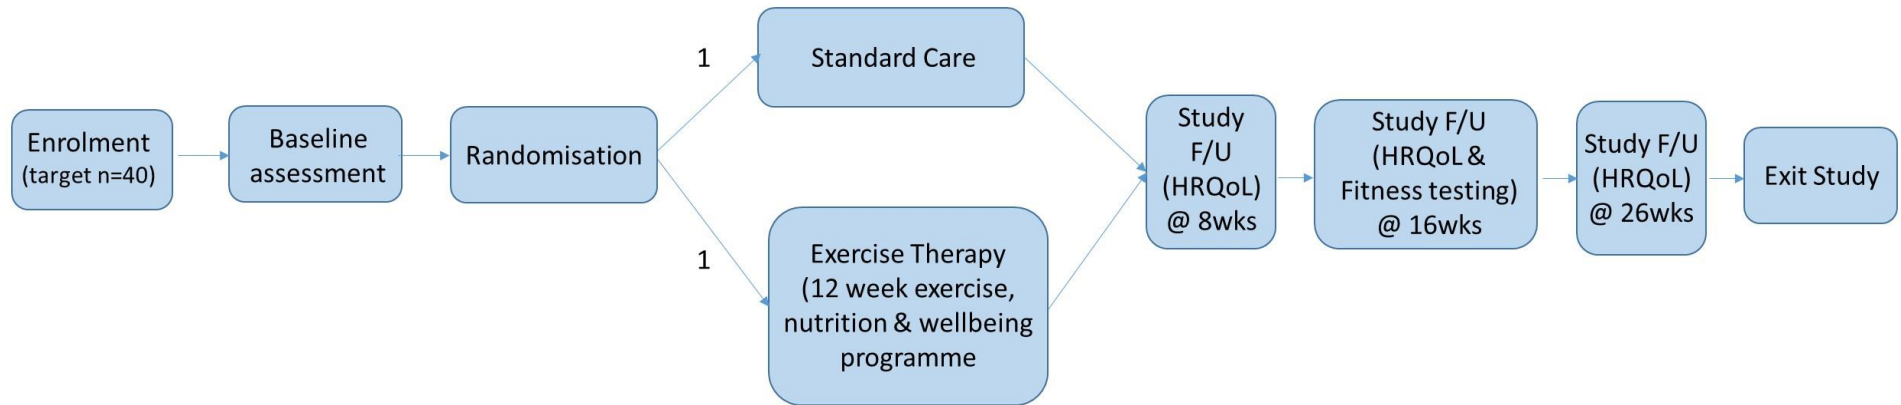 Enrolment
(target n=40)
Baseline
assessment
Randomisation
1
Standard Care
1
Exercise Therapy
(12 week exercise,
nutrition & wellbeing
programme
Study
F/U
(HRQoL)
@ 8wks
Study F/U
(HRQoL &
Fitness testing)
@ 16wks
Study F/U
(HRQoL)
@ 26wks
Exit Study